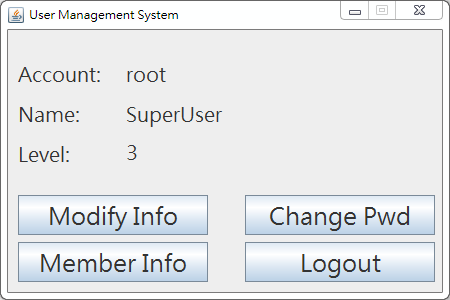 User Management System
Account: root
Name: SuperUser
Level: 3
Modify Info Change Pwd
Member Info Logout